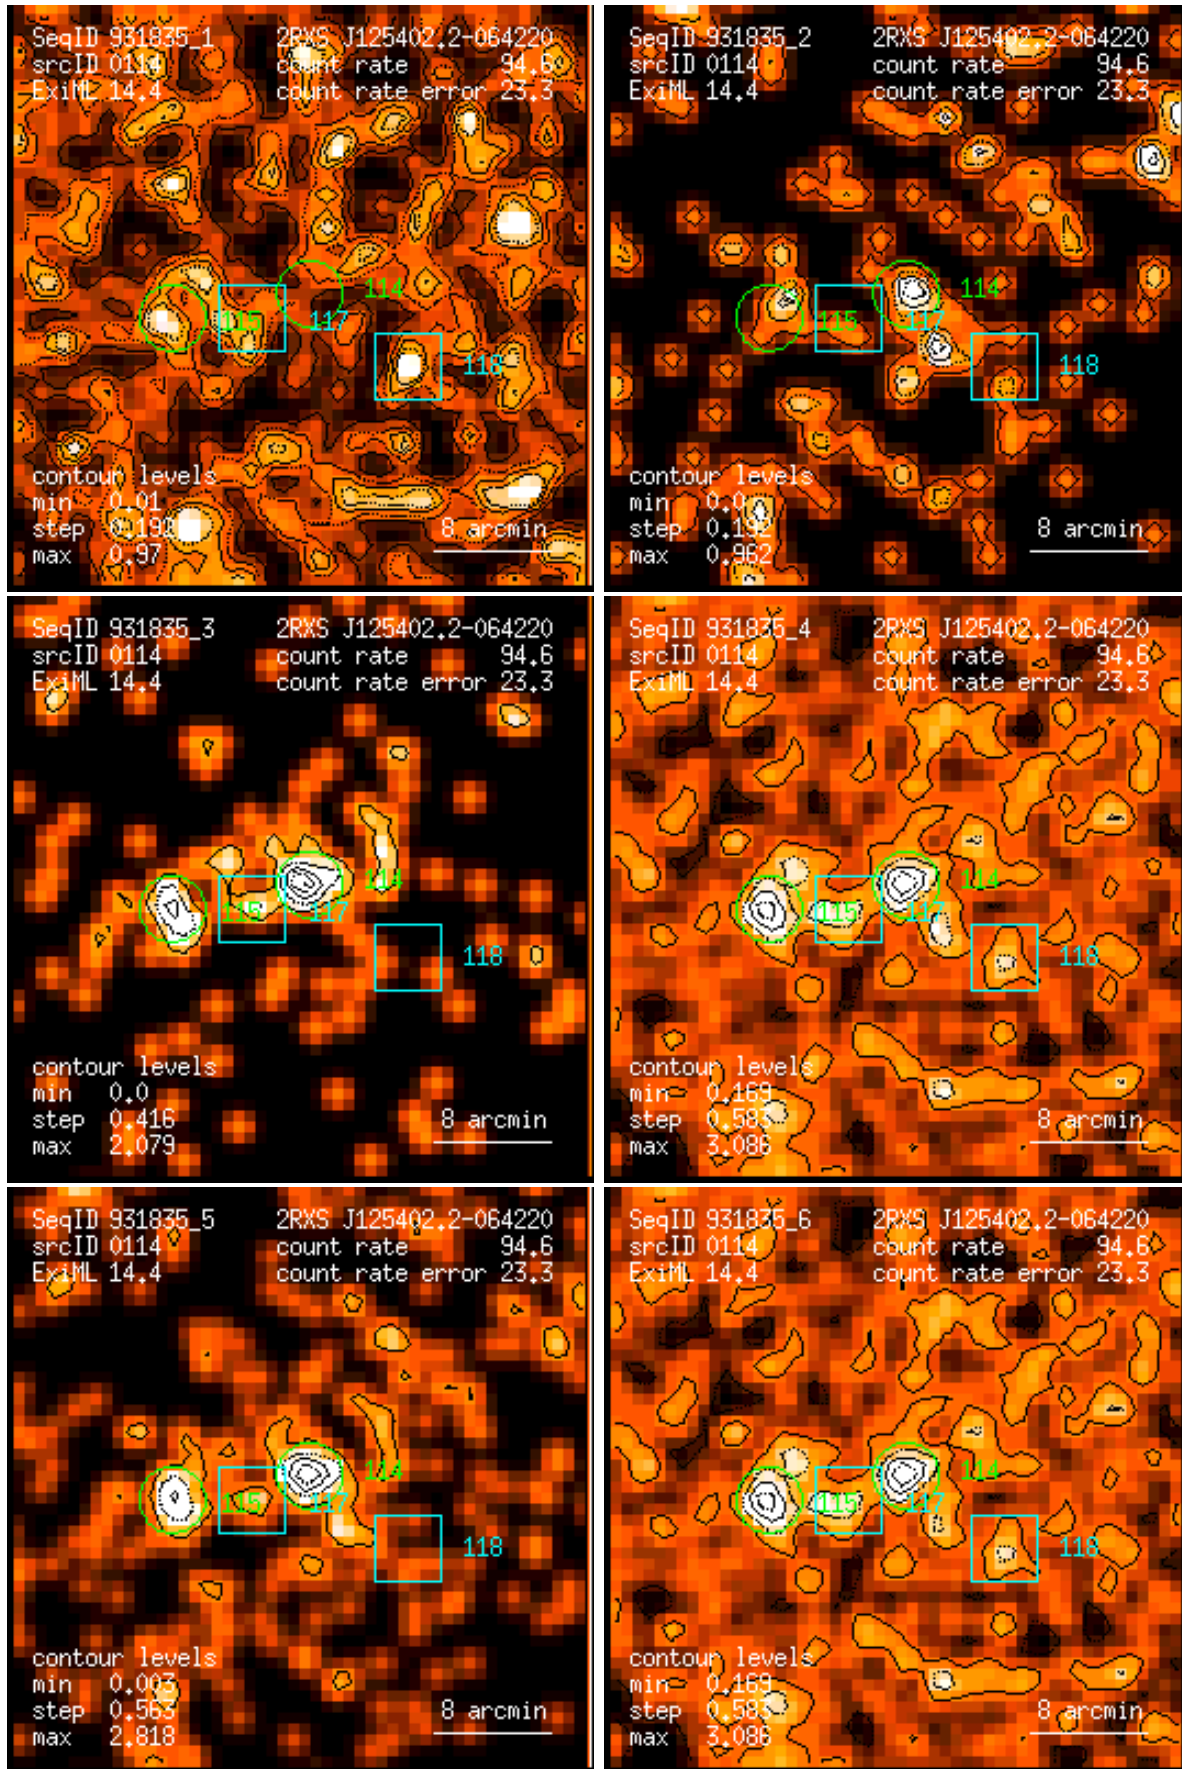 SeqID 931835_1 2RXS J125402.2-064220
srcID 0114 count rate 94.6
ExiML 14.4 count rate error 23.3
114
115 117
118
contour levels
min 0.01
step 0.192 8 arcmin
max 0.97
SeqID 931835_2 2RXS J125402.2-064220
srcID 0114 count rate 94.6
ExiML 14.4 count rate error 23.3
114
115 117
118
contour levels
min 0.0
step 0.192 8 arcmin
max 0.962
SeqID 931835_3 2RXS J125402.2-064220
srcID 0114 count rate 94.6
ExiML 14.4 count rate error 23.3
114
115 117
118
contour levels
min 0.0
step 0.416 8 arcmin
max 2.079
SeqID 931835_4 2RXS J125402.2-064220
srcID 0114 count rate 94.6
ExiML 14.4 count rate error 23.3
114
115 117
118
contour levels
min 0.169
step 0.583 8 arcmin
max 3.086
SeqID 931835_5 2RXS J125402.2-064220
srcID 0114 count rate 94.6
ExiML 14.4 count rate error 23.3
114
115 117
118
contour levels
min 0.003
step 0.563 8 arcmin
max 2.818
SeqID 931835_6 2RXS J125402.2-064220
srcID 0114 count rate 94.6
ExiML 14.4 count rate error 23.3
114
115 117
118
contour levels
min 0.169
step 0.583 8 arcmin
max 3.086